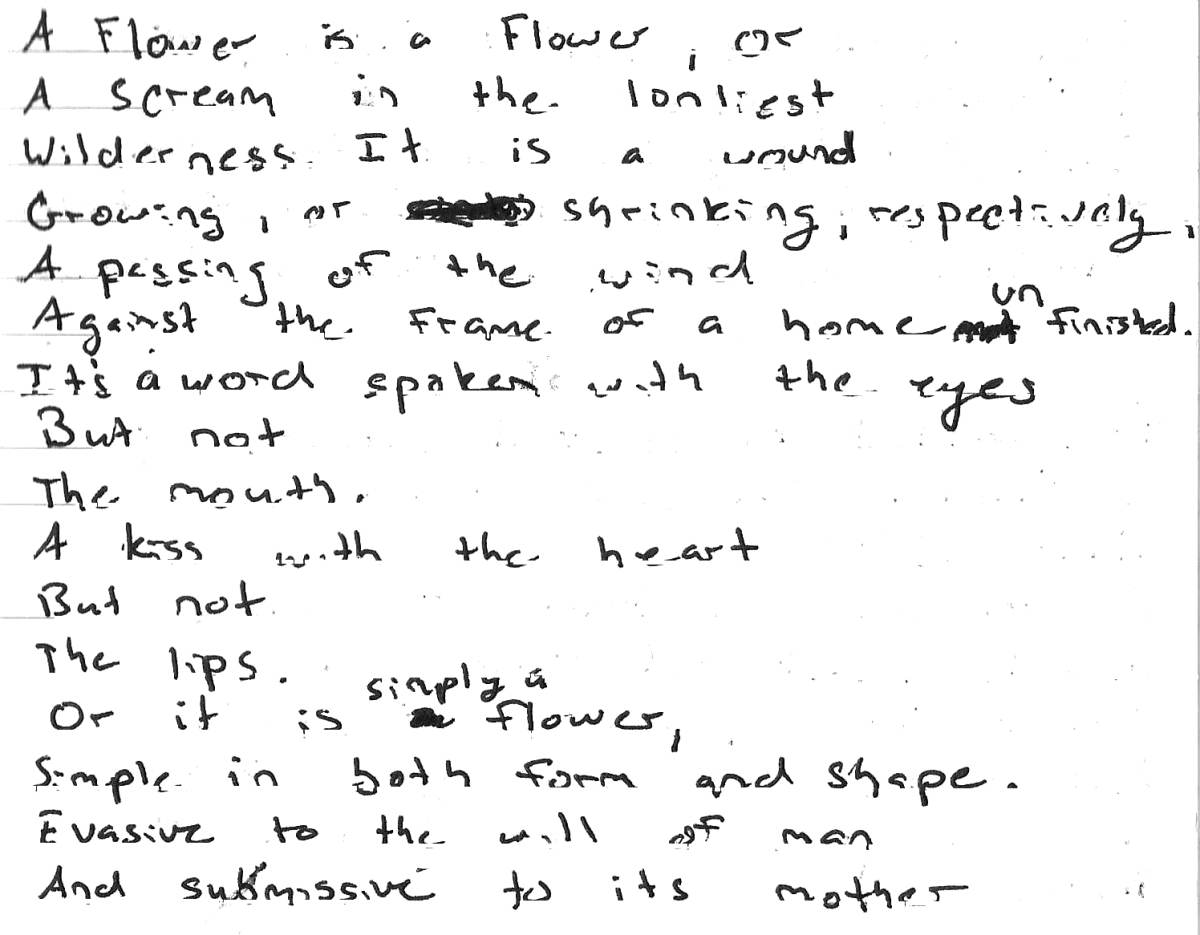 A Flower is a Flower, or
A scream in the lonliest
Wilderness. It is a wound
Growing, or shrinking, respectively,
A passing of the wind
Against the frame of a home unfinished.
It's a word spoken with the eyes
But not
The mouth.
A kiss with the heart
But not
The lips.
Or it is simply a flower,
Simple in both form and shape.
Evasive to the will of man
And submissive to its mother